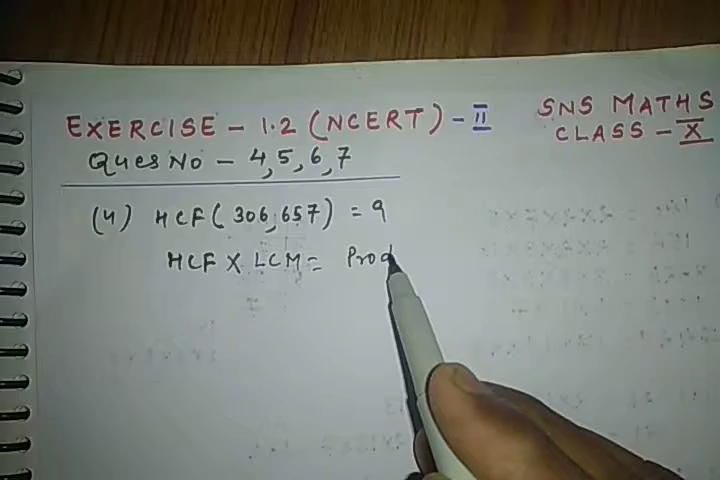 EXERCISE - 1.2 (NCERT) - II
SNS MATHS
CLASS - X
Ques No - 4,5,6,7
(4) HCF(306,657) = 9
HCF X LCM = Prod